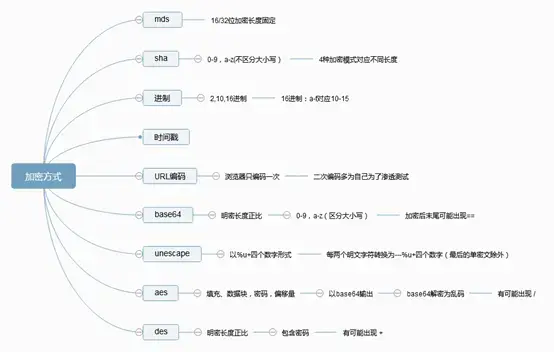 加密方式
mds 16/32位加密长度固定
sha 0-9，a-z(不区分大小写） 4种加密模式对应不同长度
进制 2,10,16进制 16进制：a-f对应10-15
时间戳
URL编码 浏览器只编码一次 二次编码多为自己为了渗透测试
base64 明密长度正比 0-9，a-z（区分大小写） 加密后末尾可能出现==
unescape 以%u+四个数字形式 每两个明文字符转换为---%u+四个数字（最后的单密文除外）
aes 填充、数据块，密码，偏移量 以base64输出 base64解密为乱码 有可能出现 /
des 明密长度正比 包含密码 有可能出现 +